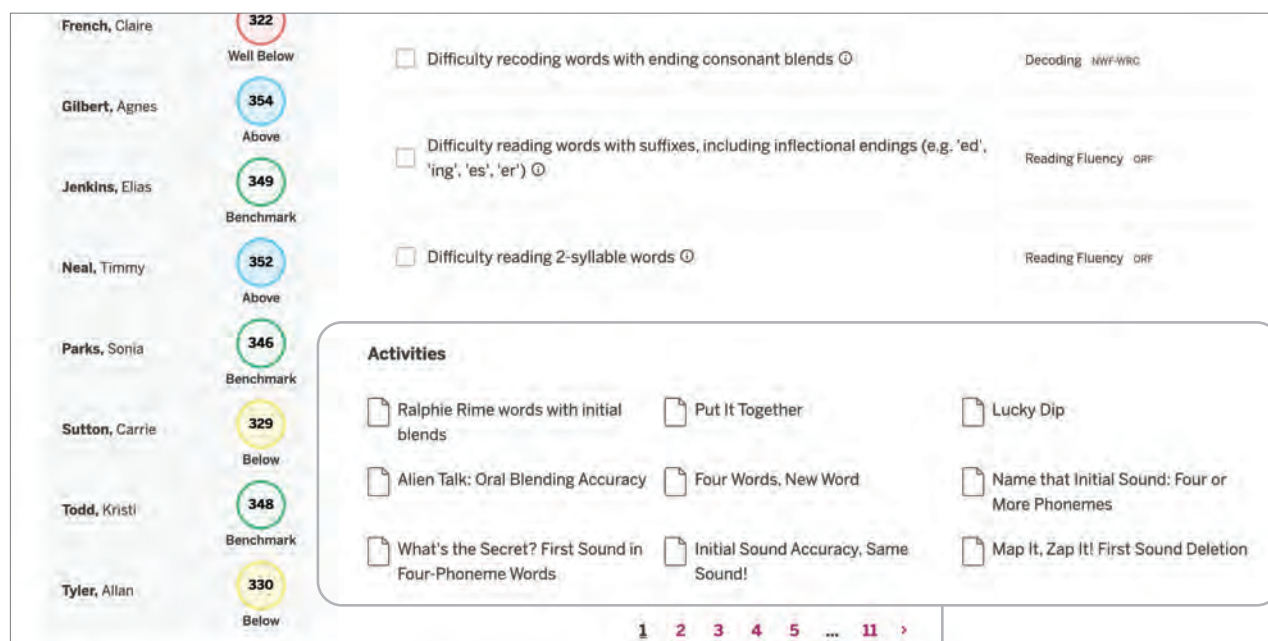 French, Claire
322
Well Below
Gilbert, Agnes
354
Above
Jenkins, Elias
349
Benchmark
Neal, Timmy
352
Above
Parks, Sonia
346
Benchmark
Sutton, Carrie
329
Below
Todd, Kristi
348
Benchmark
Tyler, Allan
330
Below
Difficulty recoding words with ending consonant blends
Decoding NWF-WRC
Difficulty reading words with suffixes, including inflectional endings (e.g. 'ed',
'ing', 'es', 'er')
Reading Fluency ORF
Difficulty reading 2-syllable words
Reading Fluency ORF
Activities
Ralphie Rime words with initial
blends
Put It Together
Lucky Dip
Alien Talk: Oral Blending Accuracy
Four Words, New Word
Name that Initial Sound: Four or
More Phonemes
What's the Secret? First Sound in
Four-Phoneme Words
Initial Sound Accuracy, Same
Sound!
Map It, Zap It! First Sound Deletion
1 2 3 4 5 ... 11 >